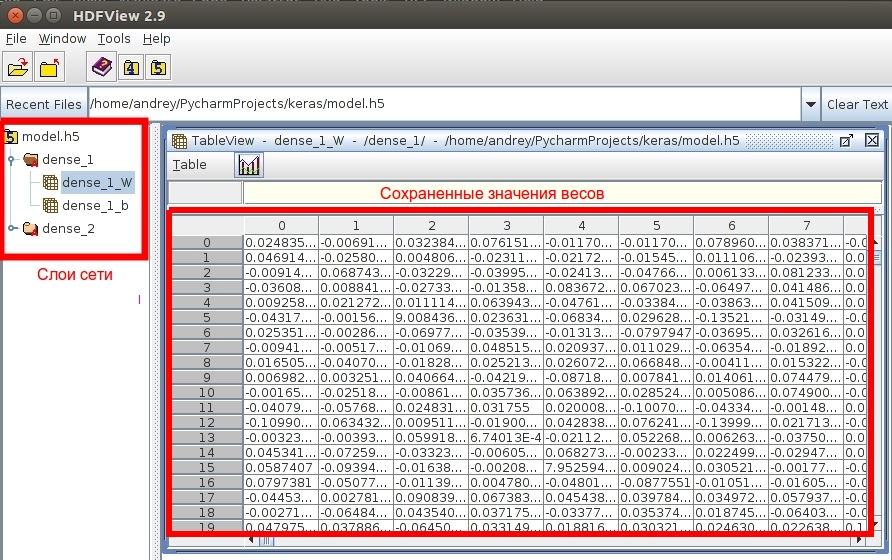 HDFView 2.9
File Window Tools Help
4 5
Recent Files /home/andrey/PycharmProjects/keras/model.h5 Clear Text
5 model.h5
dense_1
dense_1_W
dense_1_b
dense_2
Слои сети
TableView - dense_1_W - /dense_1/ - /home/andrey/PycharmProjects/keras/model.h5
Table
Сохраненные значения весов
0 1 2 3 4 5 6 7
0 0.024835... -0.00691... 0.032384... 0.076151... -0.01170... -0.01170... 0.078960... 0.038371... -0.0
1 0.046914... -0.02580... 0.004806... -0.02311... -0.02172... -0.01545... 0.011106... -0.02393... 0.0
2 -0.00914... 0.068743... -0.03229... -0.03995... -0.02413... -0.04766... 0.006133... 0.081233... 0.0
3 -0.03608... 0.008841... -0.02733... -0.01358... 0.083672... 0.067023... -0.06497... 0.041486... 0.0
4 0.009258... 0.021272... 0.011114... 0.063943... -0.04761... -0.03384... -0.03863... 0.041509... 0.0
5 -0.04317... -0.00156... 9.008436... 0.023631... -0.06834... 0.029628... -0.13521... -0.03149... -0.0
6 0.025351... -0.00286... -0.06977... -0.03539... -0.01313... -0.0797947 -0.03695... 0.032616... 0.0
7 -0.00941... -0.00517... -0.01069... 0.048515... 0.020937... 0.011029... -0.06354... -0.01892... 0.0
8 0.016505... -0.04070... -0.01828... 0.025213... 0.026072... 0.066848... -0.00411... 0.015322... -0.0
9 0.006982... 0.003251... 0.040664... -0.04219... -0.08718... 0.007841... 0.014061... 0.074479... -0.0
10 -0.00165... -0.02518... -0.00861... 0.035736... 0.063892... 0.028524... 0.005086... 0.074900... -0.0
11 -0.04079... -0.05768... 0.024831... 0.031755 0.020008... -0.10070... -0.04334... -0.00148... 0.0
12 -0.10990... 0.063432... 0.009511... -0.01900... 0.042838... 0.076241... -0.13999... 0.021713... 0.0
13 -0.00323... -0.00393... 0.059918... 6.74013E-4 -0.02112... 0.052268... 0.006263... -0.03750... 0.0
14 0.045341... -0.07259... -0.03323... -0.00605... 0.068273... -0.00233... 0.022499... -0.02947... 0.0
15 0.0587407 -0.09394... -0.01638... -0.00208... 7.952594... 0.009024... 0.030521... -0.00177... -0.0
16 0.0797381 -0.05077... -0.01139... 0.004780... -0.04801... -0.0877551 -0.01051... -0.01605... -0.0
17 -0.04453... 0.002781... 0.090839... 0.067383... 0.045438... 0.039784... 0.034972... 0.057937... -0.0
18 -0.00271... -0.06484... 0.043540... 0.037175... -0.03377... 0.035374... 0.018745... -0.06403... -0.0
19 0.047975... 0.037886... -0.06450... 0.033149... 0.018816... 0.030321... 0.024630... 0.022638... 0.1